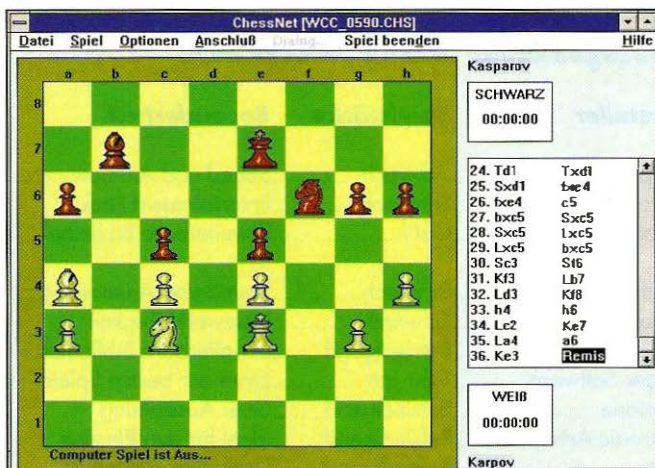 ChessNet [WCC_0590.CHS]
Datei Spiel Optionen Anschluß Dialog... Spiel beenden Hilfe
Kasparov
a b c d e f g h
SCHWARZ
00:00:00
8
7
6
5
4
3
2
1
24. Td1 Txd1
25. Sxd1 fxe4
26. fxe4 c5
27. bxc5 Sxc5
28. Sxc5 Lxc5
29. Lxc5 bxc5
30. Sc3 Sf6
31. Kf3 Lb7
32. Ld3 Kf8
33. h4 h6
34. Lc2 Ke7
35. La4 a6
36. Ke3 Remis
WEIß
00:00:00
Computer Spiel ist Aus...
Karpov